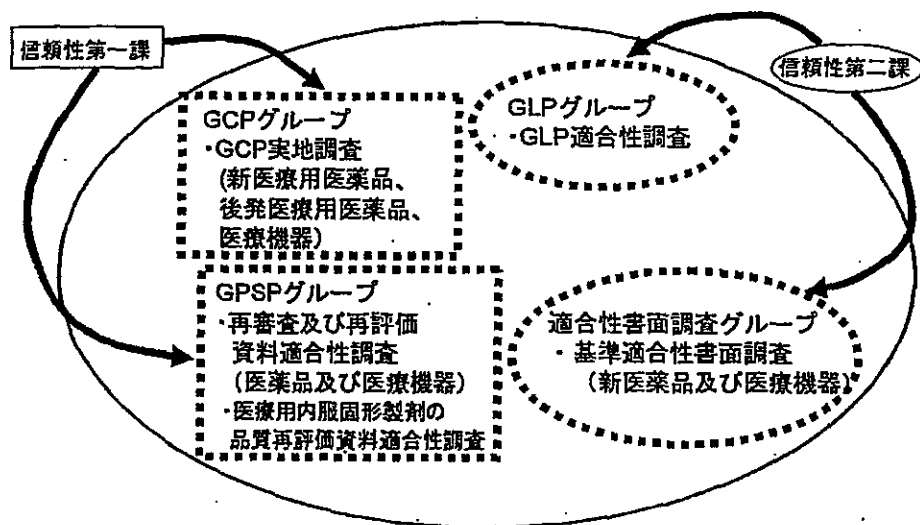 信頼性第一課
信頼性第二課
GCPグループ
・GCP実地調査
(新医療用医薬品、
後発医療用医薬品、
医療機器)
GLPグループ
・GLP適合性調査
GPSPグループ
・再審査及び再評価
資料適合性調査
(医薬品及び医療機器)
・医療用内服固形製剤の
品質再評価資料適合性調査
適合性書面調査グループ
・基準適合性書面調査
(新医薬品及び医療機器)